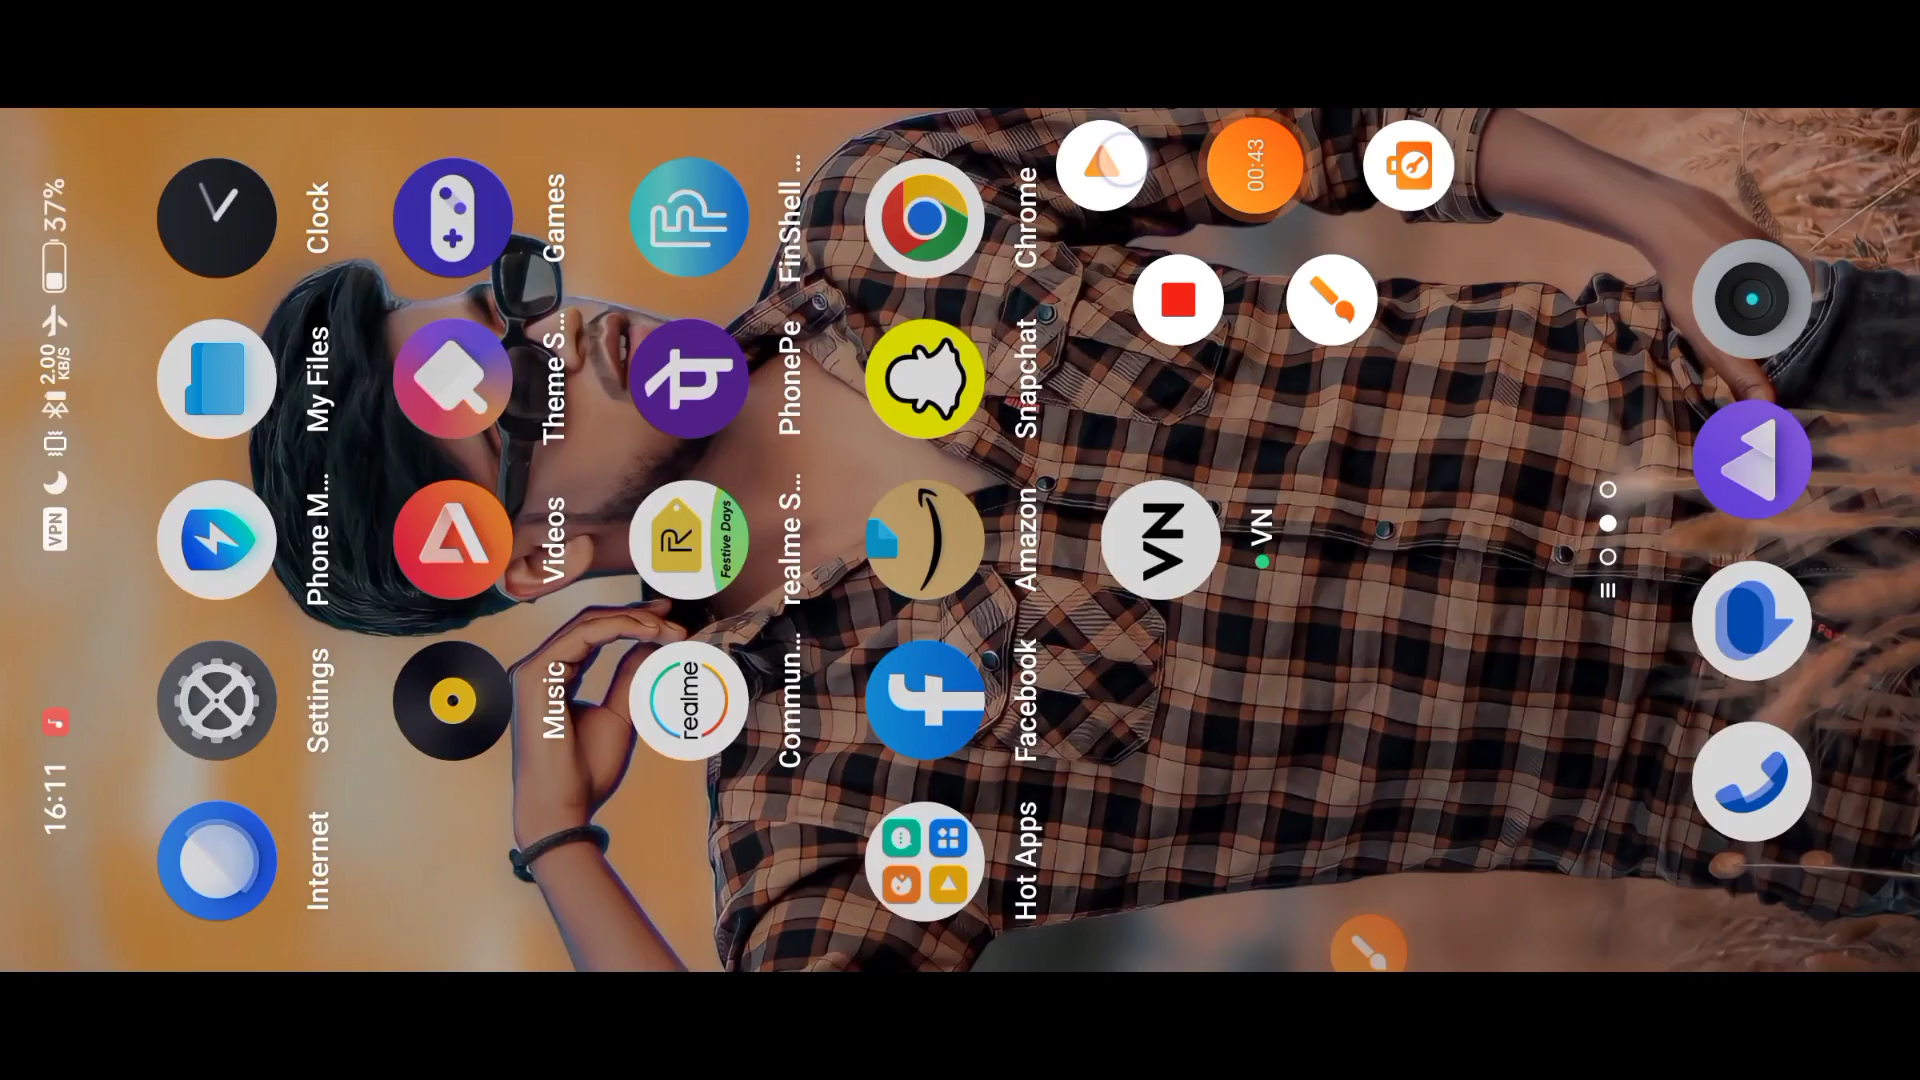 16:11
VPN
2.00
KB/S
37%
Internet
Settings
Phone M...
My Files
Clock
Music
Videos
Theme S...
Games
realme
R
Festive Days
Commun...
realme S...
PhonePe
FinShell ...
Hot Apps
Facebook
Amazon
Snapchat
Chrome
VN
VN
00:43